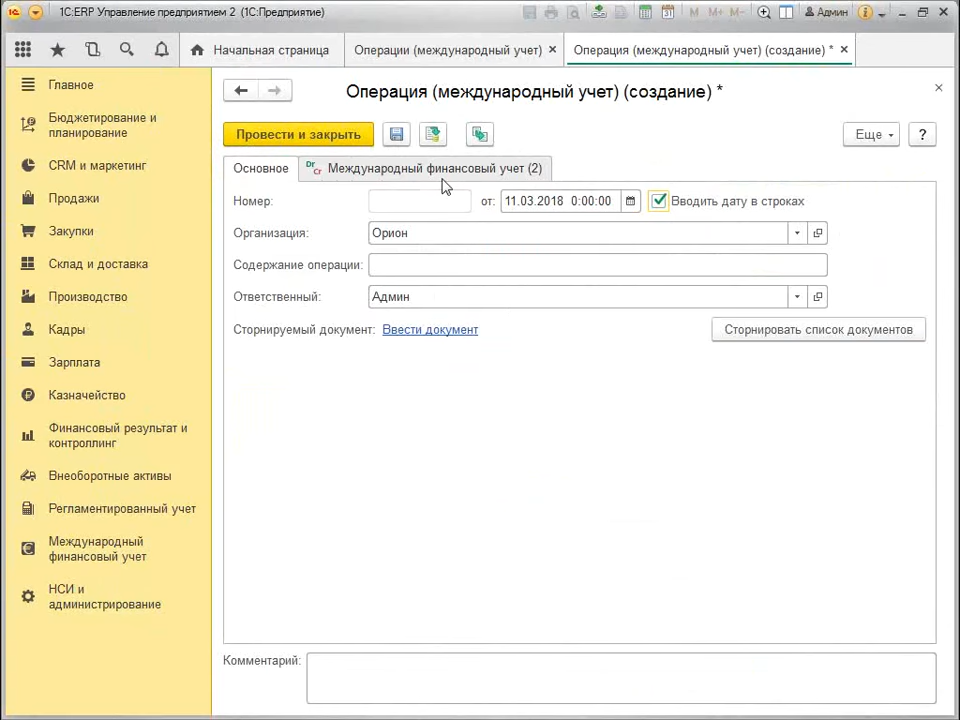 1С:ERP Управление предприятием 2 (1С:Предприятие)
M M+ M- Админ
Начальная страница
Операции (международный учет) ×
Операция (международный учет) (создание) * ×
Главное
Бюджетирование и
планирование
CRM и маркетинг
Продажи
Закупки
Склад и доставка
Производство
Кадры
Зарплата
Казначейство
Финансовый результат и
контроллинг
Внеоборотные активы
Регламентированный учет
Международный
финансовый учет
НСИ и
администрирование
Операция (международный учет) (создание) *
Провести и закрыть
Еще
?
Основное
Dr Cr Международный финансовый учет (2)
Номер:
от: 11.03.2018 0:00:00
Вводить дату в строках
Организация: Орион
Содержание операции:
Ответственный: Админ
Сторнируемый документ: Ввести документ
Сторнировать список документов
Комментарий: